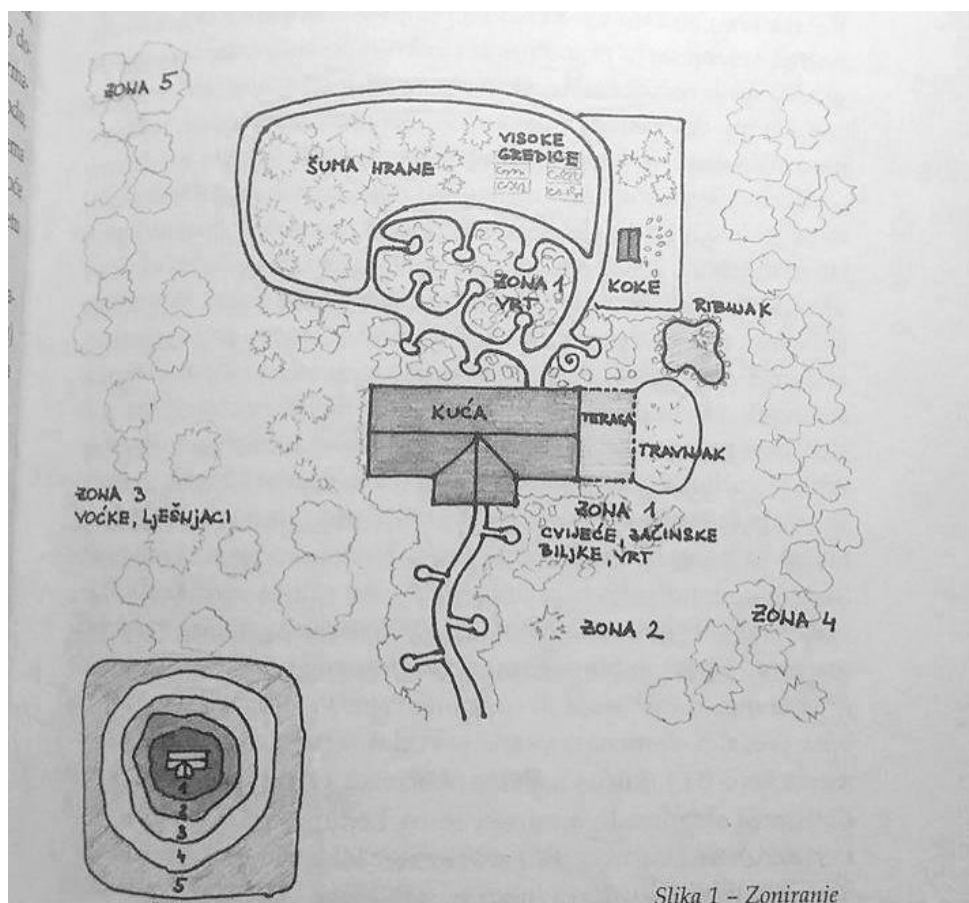 ZONA 5
ŠUMA HRANE
VISOKE
GREDICE
ZONA 1
VRT
KOKE
RIBNJAK
KUĆA
TERASA
TRAVNJAK
ZONA 3
VOĆKE, LJEŠNJACI
ZONA 1
CVIJEĆE, ZAČINSKE
BILJKE, VRT
ZONA 2
ZONA 4
1
2
3
4
5
Slika 1 – Zoniranje